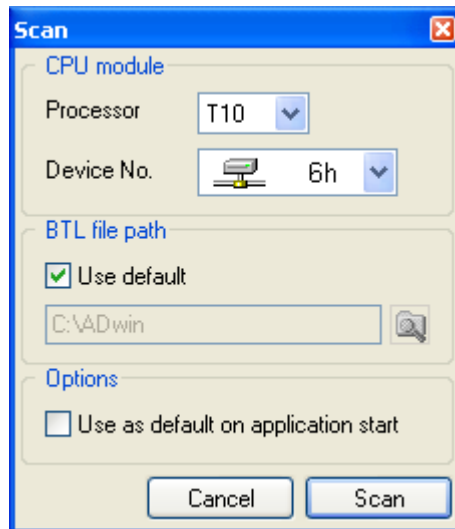 Scan
CPU module
Processor T10
Device No. 6h
BTL file path
Use default
C:\ADwin
Options
Use as default on application start
Cancel Scan